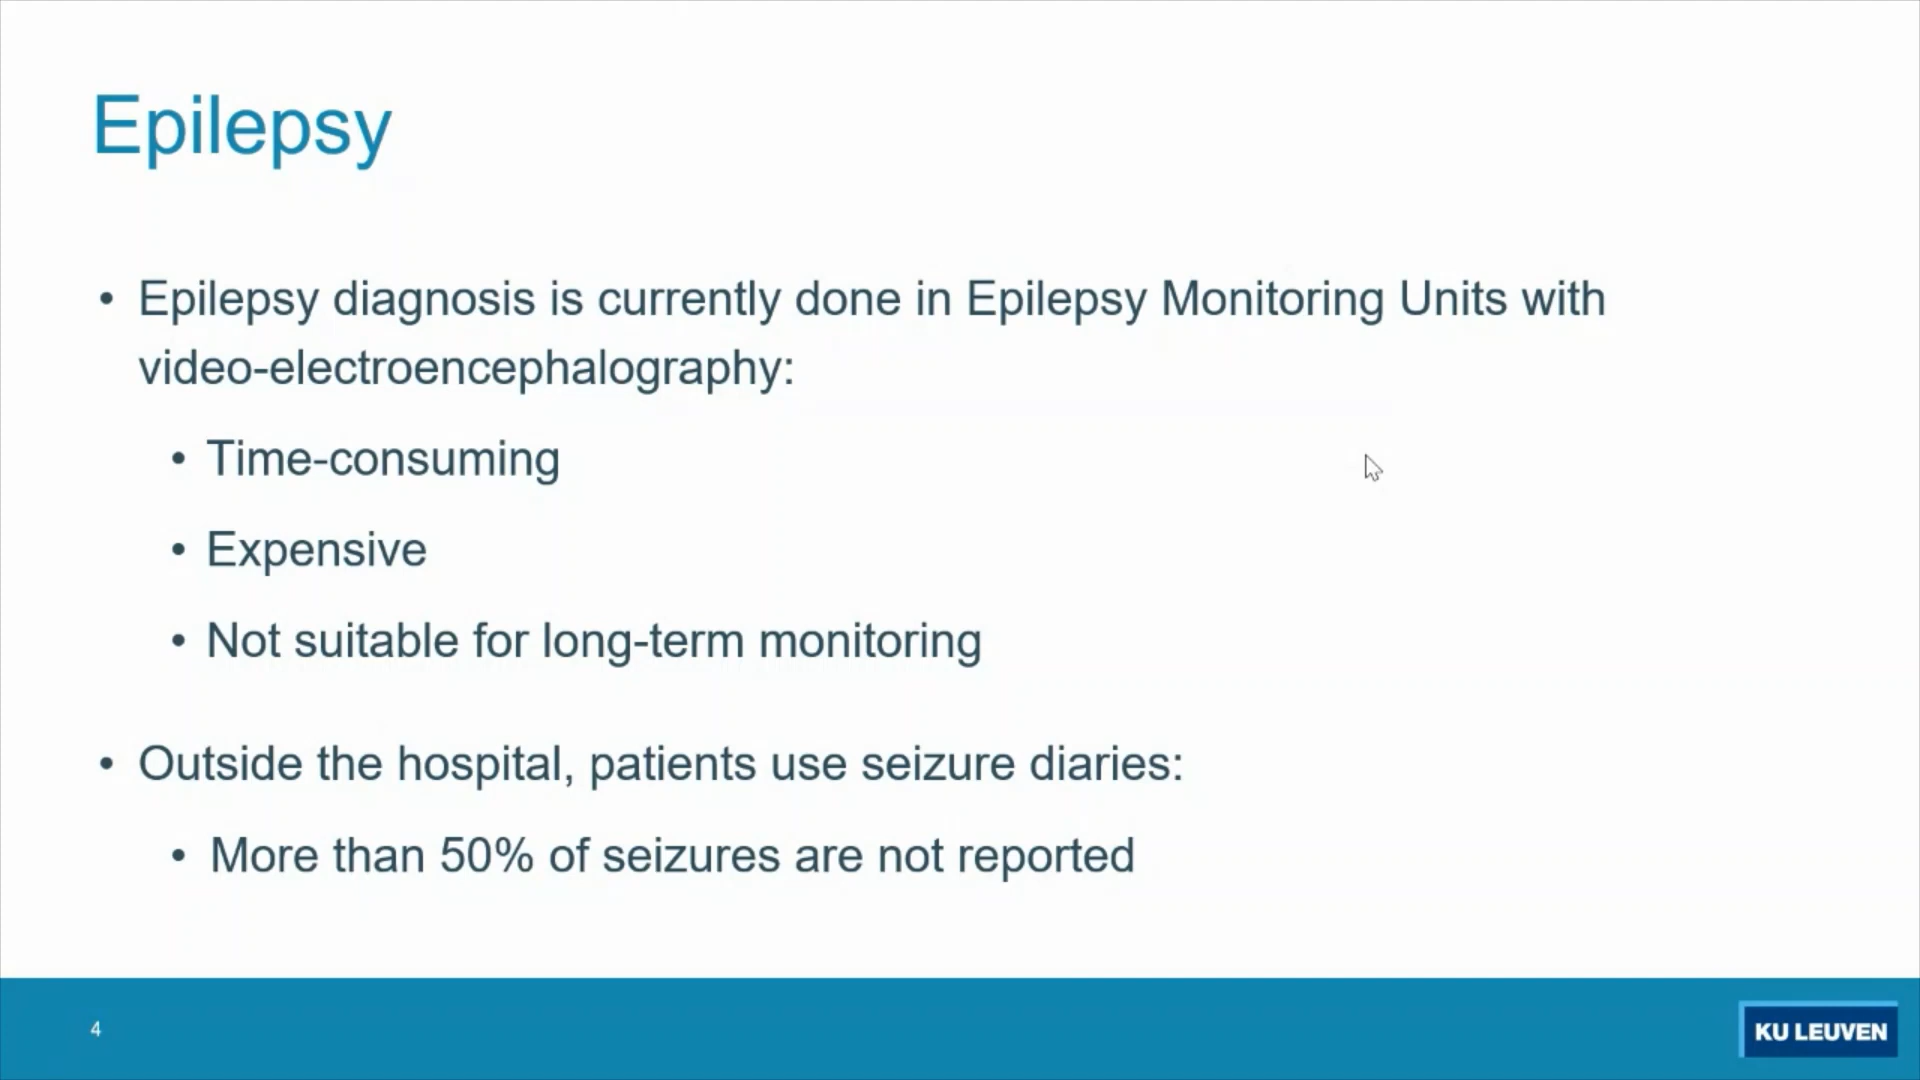 Epilepsy
• Epilepsy diagnosis is currently done in Epilepsy Monitoring Units with
video-electroencephalography:
• Time-consuming
• Expensive
• Not suitable for long-term monitoring
• Outside the hospital, patients use seizure diaries:
• More than 50% of seizures are not reported
4
KU LEUVEN